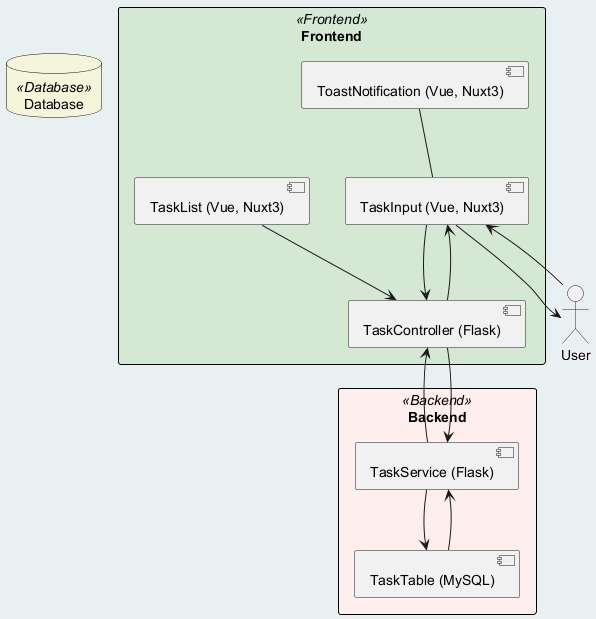 «Frontend»
Frontend
«Database»
Database
ToastNotification (Vue, Nuxt3)
TaskList (Vue, Nuxt3)
TaskInput (Vue, Nuxt3)
TaskController (Flask)
User
«Backend»
Backend
TaskService (Flask)
TaskTable (MySQL)